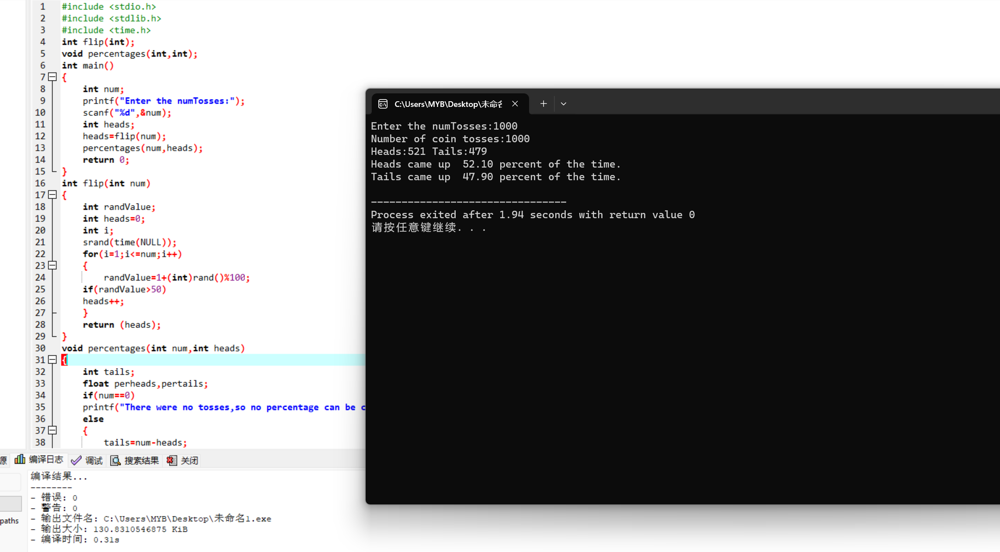 1 #include <stdio.h>
2 #include <stdlib.h>
3 #include <time.h>
4 int flip(int);
5 void percentages(int,int);
6 int main()
7 {
8 int num;
9 printf("Enter the numTosses:");
10 scanf("%d",&num);
11 int heads;
12 heads=flip(num);
13 percentages(num,heads);
14 return 0;
15 }
16 int flip(int num)
17 {
18 int randValue;
19 int heads=0;
20 int i;
21 srand(time(NULL));
22 for(i=1;i<=num;i++)
23 {
24 randValue=1+(int)rand()%100;
25 if(randValue>50)
26 heads++;
27 }
28 return (heads);
29 }
30 void percentages(int num,int heads)
31 {
32 int tails;
33 float perheads,pertails;
34 if(num==0)
35 printf("There were no tosses,so no percentage can be c
36 else
37 {
38 tails=num-heads;
C:\Users\MYB\Desktop\未命名
Enter the numTosses:1000
Number of coin tosses:1000
Heads:521 Tails:479
Heads came up  52.10 percent of the time.
Tails came up  47.90 percent of the time.
--------------------------------
Process exited after 1.94 seconds with return value 0
请按任意键继续. . .
源 编译日志 调试 搜索结果 关闭
编译结果...
--------
- 错误: 0
- 警告: 0
- 输出文件名: C:\Users\MYB\Desktop\未命名1.exe
- 输出大小: 130.8310546875 KiB
- 编译时间: 0.31s
paths